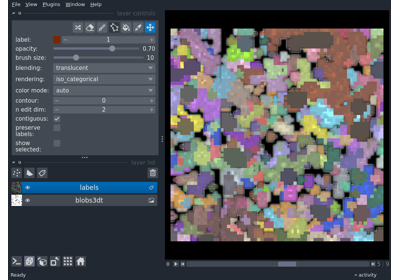 File View Plugins Window Help
layer controls
label: 1
opacity: 0.70
brush size: 10
blending: translucent
rendering: iso_categorical
color mode: auto
contour: 0
n edit dim: 2
contiguous:
preserve
labels:
show
selected:
layer list
labels
blobs3dt
Ready
activity